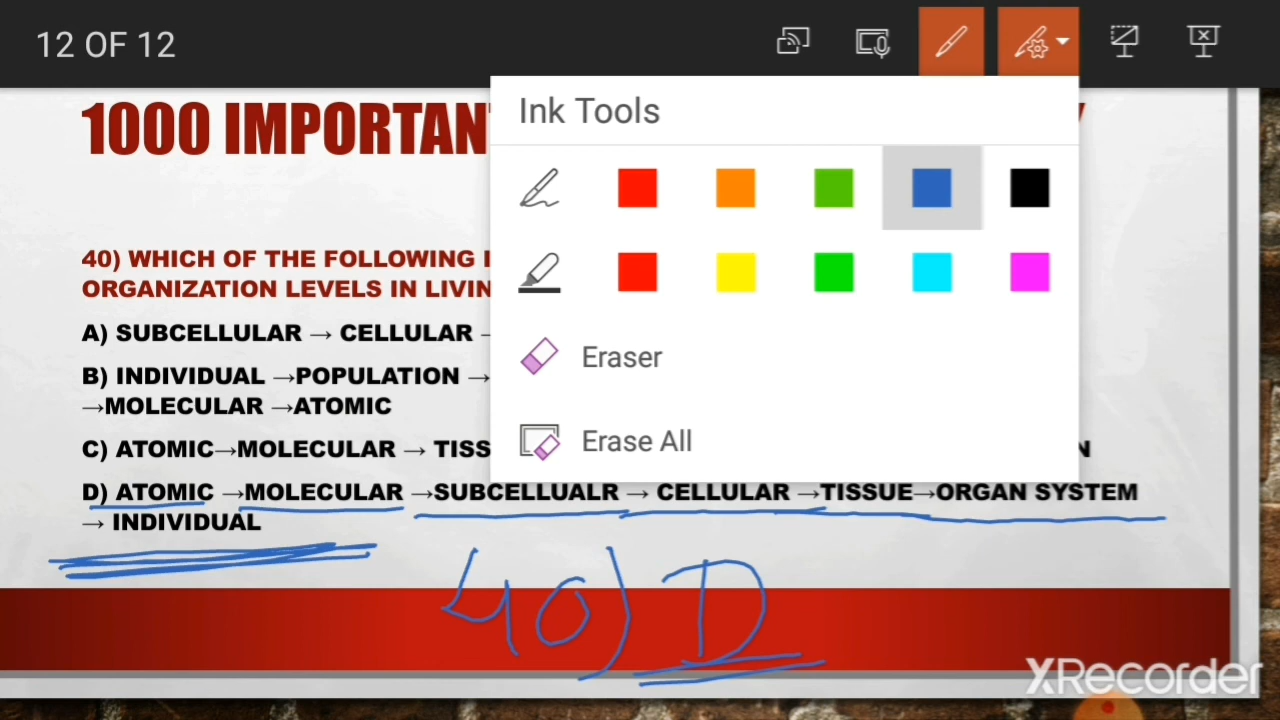 12 OF 12
Ink Tools
1000 IMPORTAN
40) WHICH OF THE FOLLOWING
ORGANIZATION LEVELS IN LIVIN
A) SUBCELLULAR → CELLULAR
B) INDIVIDUAL →POPULATION →
→MOLECULAR →ATOMIC
Eraser
Erase All
C) ATOMIC→MOLECULAR → TISS N
D) ATOMIC →MOLECULAR →SUBCELLUALR → CELLULAR →TISSUE→ORGAN SYSTEM
→ INDIVIDUAL
40) D
XRecorder